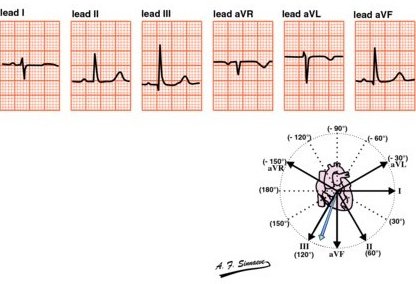 lead I lead II lead III lead aVR lead aVL lead aVF
(- 90°)
(- 120°) (- 60°)
(- 150°) (- 30°)
aVR aVL
(180°) I
(150°) (30°)
III aVF II
(120°) (60°)